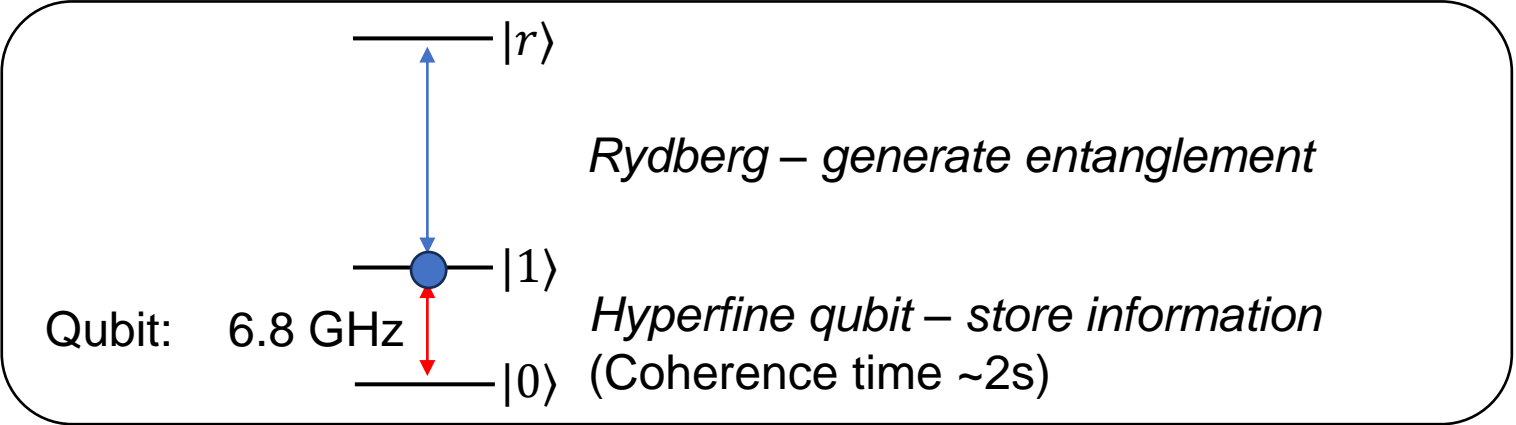 |r⟩
Rydberg – generate entanglement
|1⟩
Hyperfine qubit – store information
Qubit: 6.8 GHz
(Coherence time ~2s)
|0⟩